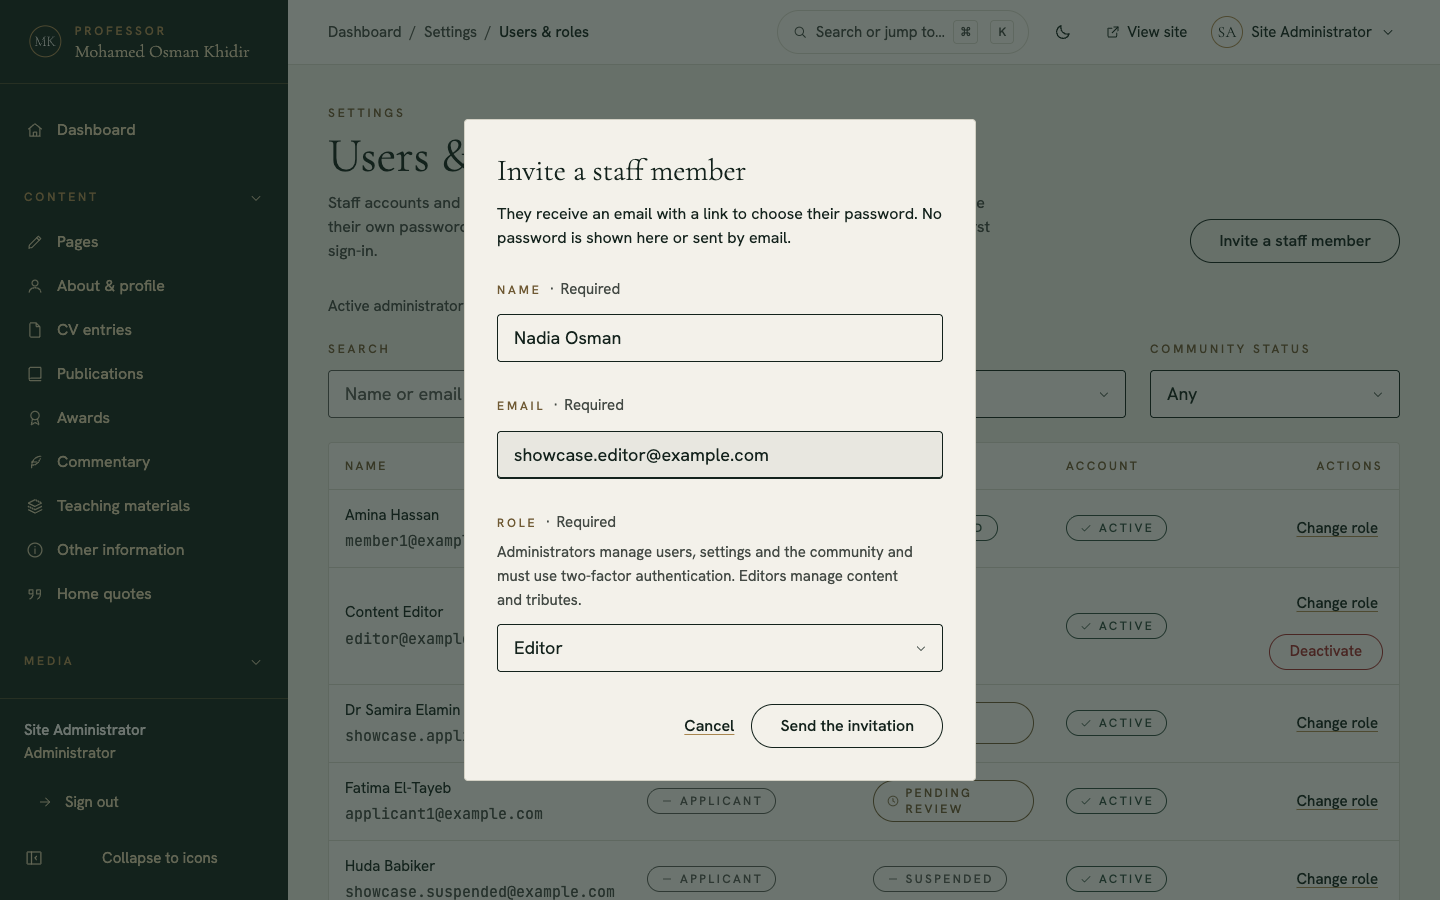 MK
PROFESSOR
Mohamed Osman Khidir
Dashboard
CONTENT
Pages
About & profile
CV entries
Publications
Awards
Commentary
Teaching materials
Other information
Home quotes
MEDIA
Site Administrator
Administrator
Sign out
Collapse to icons
Dashboard / Settings / Users & roles
Search or jump to... ⌘ K
View site
SA Site Administrator
SETTINGS
Users &
Staff accounts and
their own password
sign-in.
Invite a staff member
Active administrator
SEARCH
Name or email
COMMUNITY STATUS
Any
NAME ACCOUNT ACTIONS
Amina Hassan
ACTIVE Change role
Content Editor
ACTIVE Change role
Deactivate
Dr Samira Elamin
ACTIVE Change role
Fatima El-Tayeb
applicant1@example.com
APPLICANT
PENDING
REVIEW
ACTIVE Change role
Huda Babiker
showcase.suspended@example.com
APPLICANT SUSPENDED ACTIVE Change role
Invite a staff member
They receive an email with a link to choose their password. No
password is shown here or sent by email.
NAME · Required
Nadia Osman
EMAIL · Required
showcase.editor@example.com
ROLE · Required
Administrators manage users, settings and the community and
must use two-factor authentication. Editors manage content
and tributes.
Editor
Cancel Send the invitation